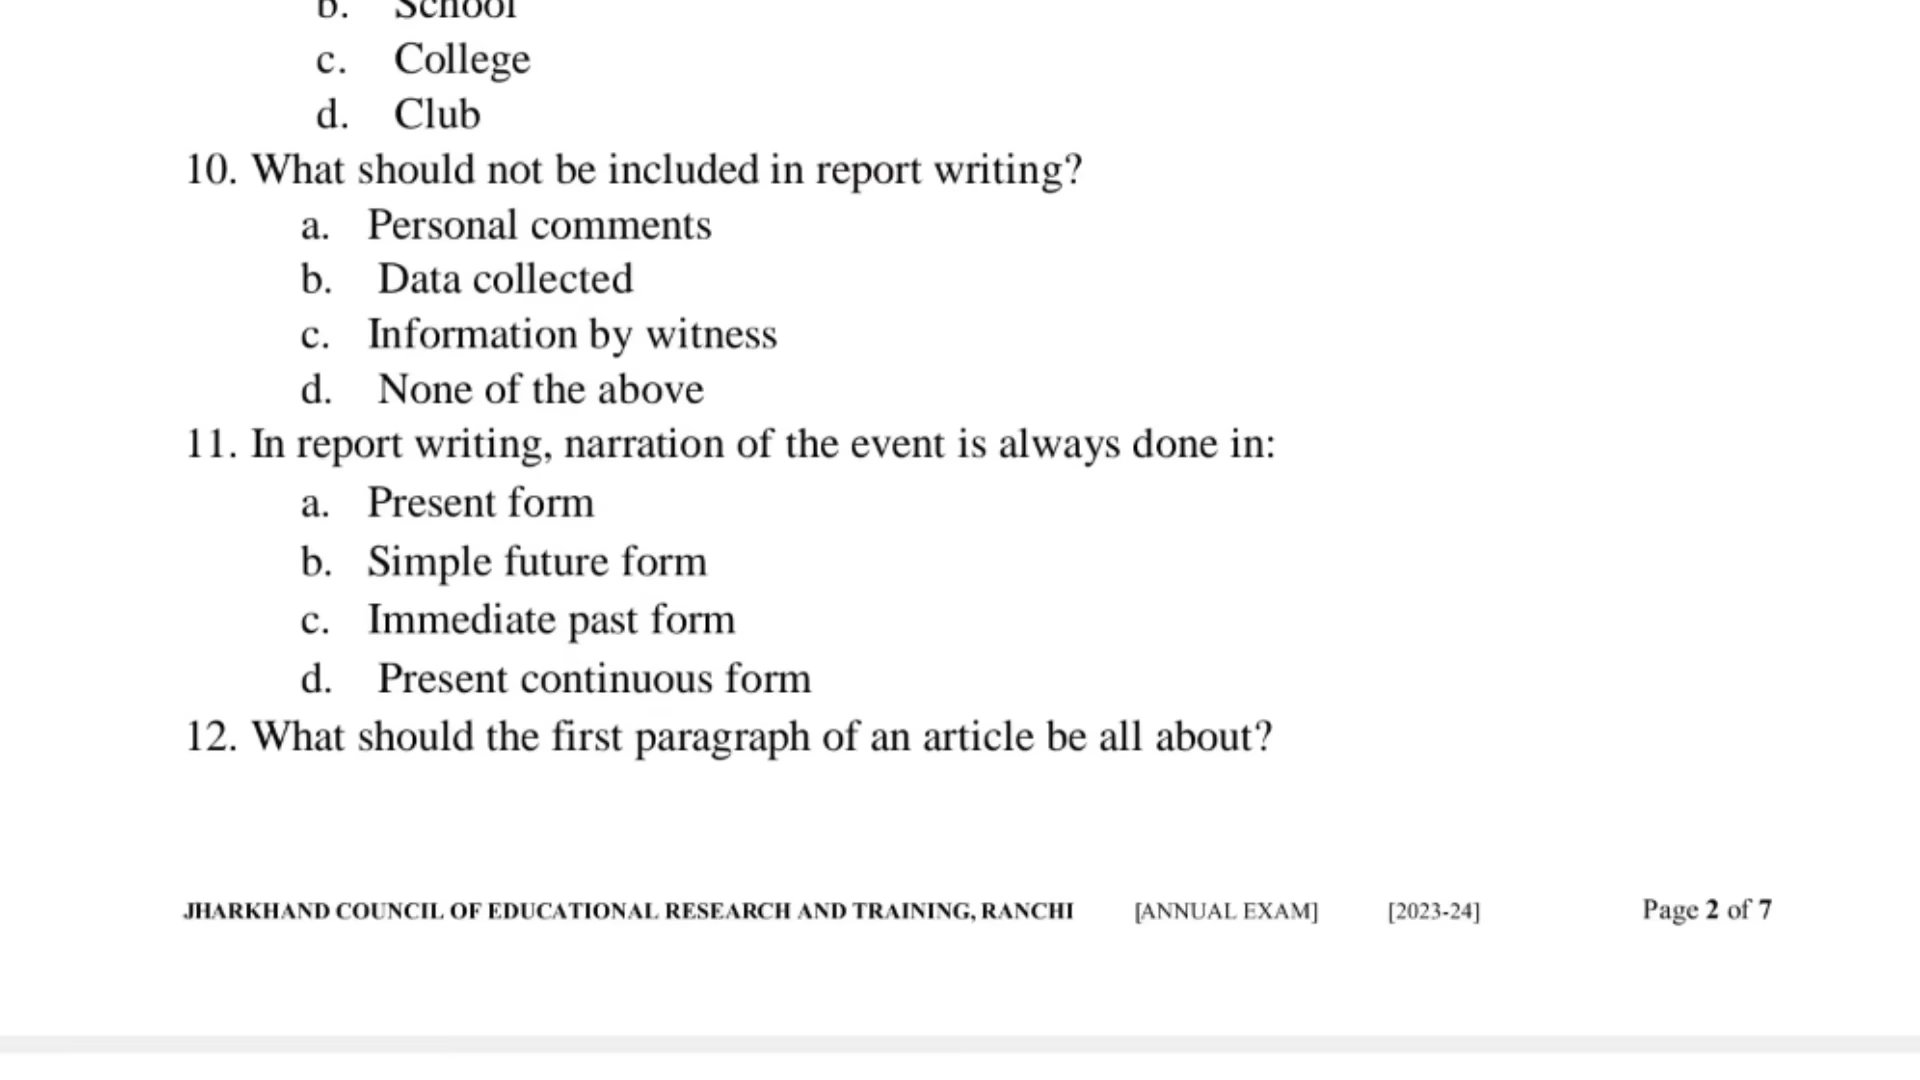 b. School
c. College
d. Club
10. What should not be included in report writing?
a. Personal comments
b. Data collected
c. Information by witness
d. None of the above
11. In report writing, narration of the event is always done in:
a. Present form
b. Simple future form
c. Immediate past form
d. Present continuous form
12. What should the first paragraph of an article be all about?
JHARKHAND COUNCIL OF EDUCATIONAL RESEARCH AND TRAINING, RANCHI [ANNUAL EXAM] [2023-24] Page 2 of 7